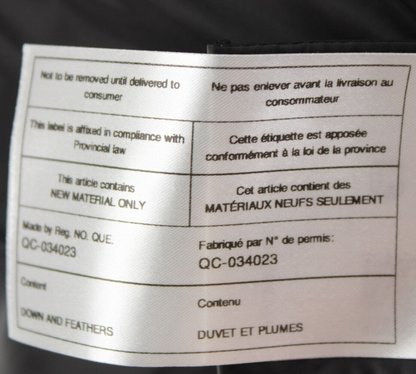 Not to be removed until delivered to
consumer
Ne pas enlever avant la livraison au
consommateur
This label is affixed in compliance with
Provincial law
Cette étiquette est apposée
conformément à la loi de la province
This article contains
NEW MATERIAL ONLY
Cet article contient des
MATÉRIAUX NEUFS SEULEMENT
Made by Reg. NO. QUE.
QC-034023
Fabriqué par N° de permis:
QC-034023
Content
DOWN AND FEATHERS
Contenu
DUVET ET PLUMES